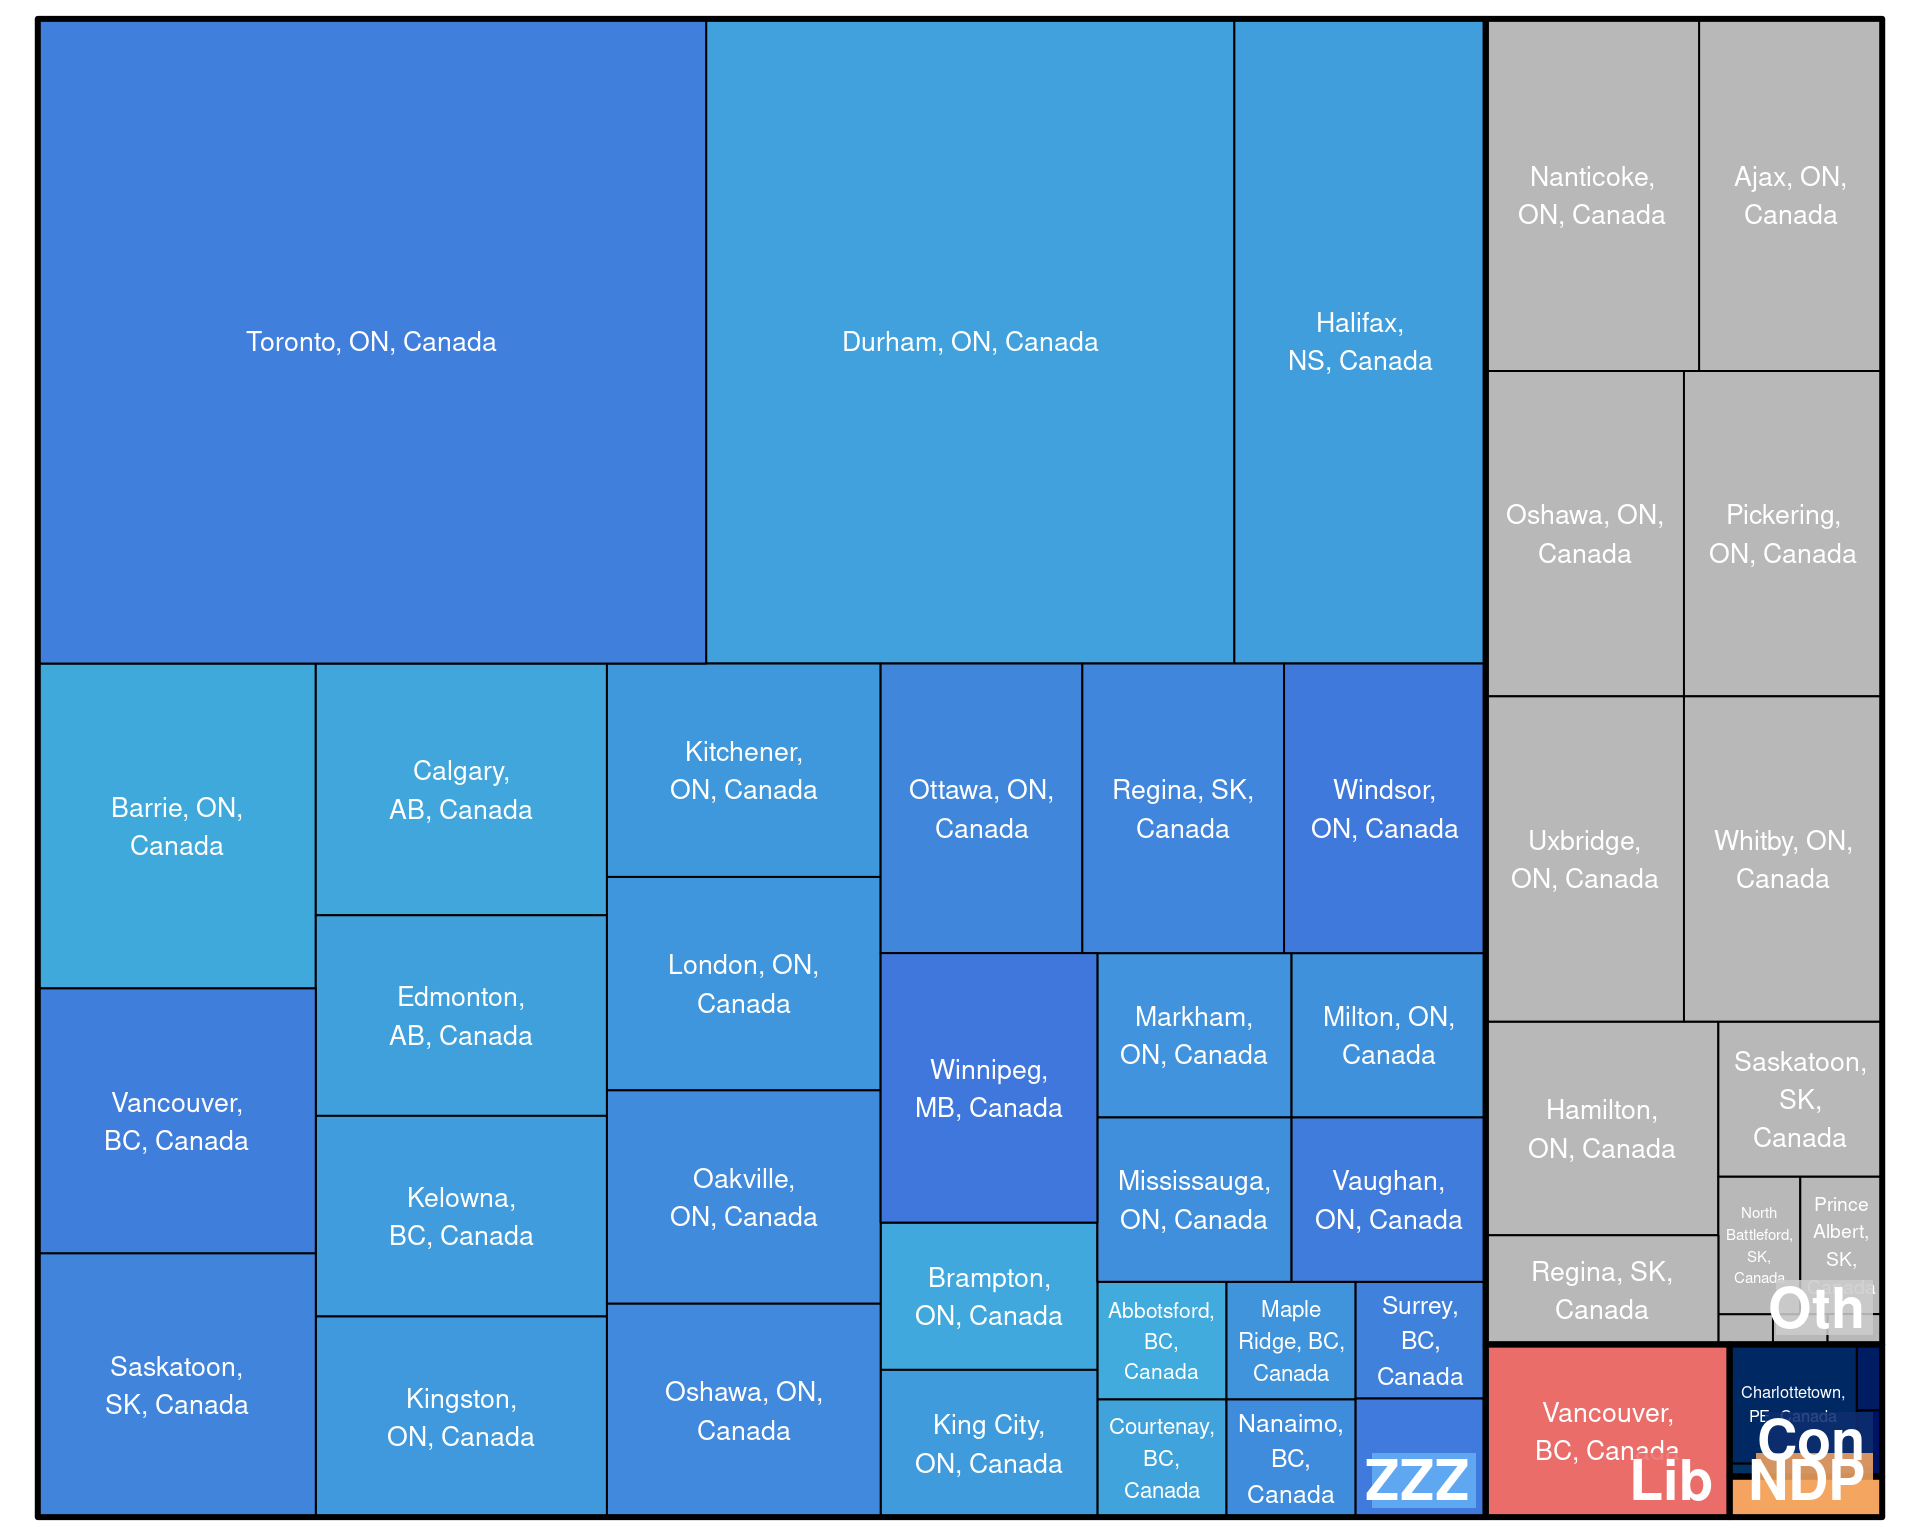 Toronto, ON, Canada
Durham, ON, Canada
Halifax,
NS, Canada
Nanticoke,
ON, Canada
Ajax, ON,
Canada
Oshawa, ON,
Canada
Pickering,
ON, Canada
Barrie, ON,
Canada
Calgary,
AB, Canada
Kitchener,
ON, Canada
Ottawa, ON,
Canada
Regina, SK,
Canada
Windsor,
ON, Canada
Uxbridge,
ON, Canada
Whitby, ON,
Canada
Edmonton,
AB, Canada
London, ON,
Canada
Markham,
ON, Canada
Milton, ON,
Canada
Winnipeg,
MB, Canada
Vancouver,
BC, Canada
Hamilton,
ON, Canada
Saskatoon,
SK,
Canada
Kelowna,
BC, Canada
Oakville,
ON, Canada
Mississauga,
ON, Canada
Vaughan,
ON, Canada
North
Battleford,
SK,
Canada
Prince
Albert,
SK,
Canada
Oth
Brampton,
ON, Canada
Abbotsford,
BC,
Canada
Maple
Ridge, BC,
Canada
Surrey,
BC,
Canada
Regina, SK,
Canada
Saskatoon,
SK, Canada
Kingston,
ON, Canada
Oshawa, ON,
Canada
King City,
ON, Canada
Courtenay,
BC,
Canada
Nanaimo,
BC,
Canada
ZZZ
Vancouver,
BC, Canada
Lib
Charlottetown,
PE, Canada
Con
NDP